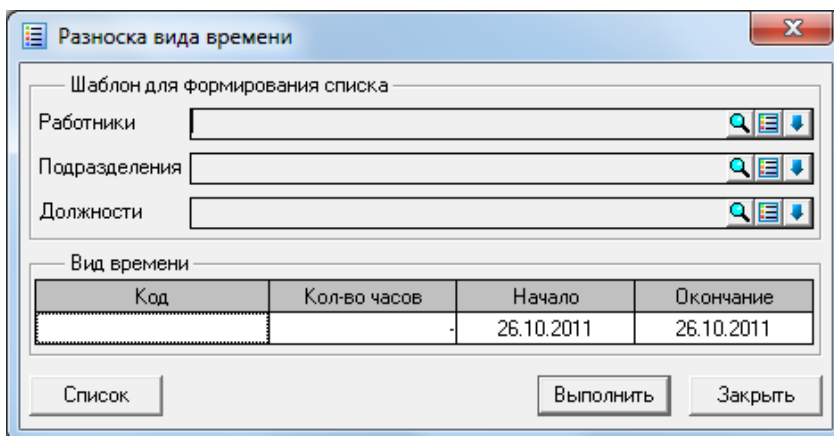 Разноска вида времени
Шаблон для формирования списка
Работники
Подразделения
Должности
Вид времени
Код Кол-во часов Начало Окончание
- 26.10.2011 26.10.2011
Список Выполнить Закрыть